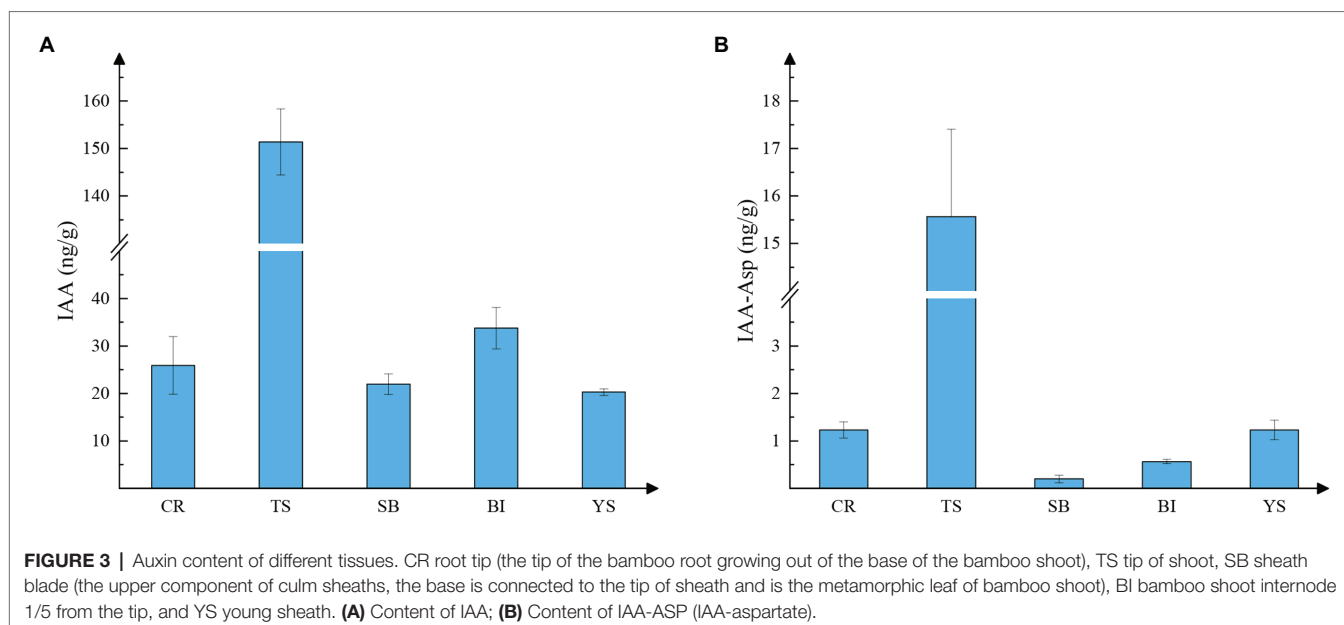 A
160
150
140
40
30
20
10
IAA (ng/g)
CR TS SB BI YS
B
18
17
16
15
3
2
1
IAA-Asp (ng/g)
CR TS SB BI YS
FIGURE 3 | Auxin content of different tissues. CR root tip (the tip of the bamboo root growing out of the base of the bamboo shoot), TS tip of shoot, SB sheath
blade (the upper component of culm sheaths, the base is connected to the tip of sheath and is the metamorphic leaf of bamboo shoot), BI bamboo shoot internode
1/5 from the tip, and YS young sheath. (A) Content of IAA; (B) Content of IAA-ASP (IAA-aspartate).